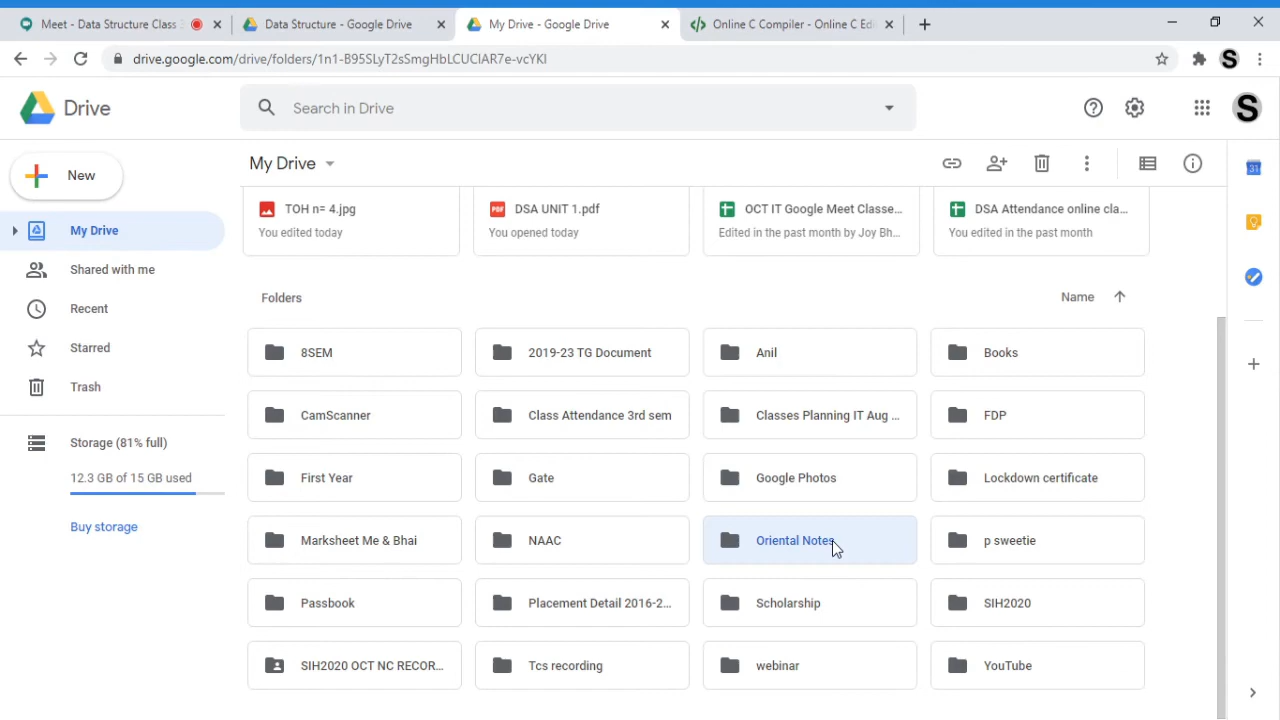 Meet - Data Structure Class
Data Structure - Google Drive
My Drive - Google Drive
Online C Compiler - Online C Edi
drive.google.com/drive/folders/1n1-B95SLyT2sSmgHbLCUCIAR7e-vcYKI
S
Drive
Search in Drive
S
New
My Drive
31
My Drive
Shared with me
Recent
Starred
Trash
Storage (81% full)
12.3 GB of 15 GB used
Buy storage
TOH n= 4.jpg
You edited today
PDF
DSA UNIT 1.pdf
You opened today
OCT IT Google Meet Classe...
Edited in the past month by Joy Bh...
DSA Attendance online cla...
You edited in the past month
Folders
Name
8SEM
2019-23 TG Document
Anil
Books
CamScanner
Class Attendance 3rd sem
Classes Planning IT Aug ...
FDP
First Year
Gate
Google Photos
Lockdown certificate
Marksheet Me & Bhai
NAAC
Oriental Notes
p sweetie
Passbook
Placement Detail 2016-2...
Scholarship
SIH2020
SIH2020 OCT NC RECOR...
Tcs recording
webinar
YouTube